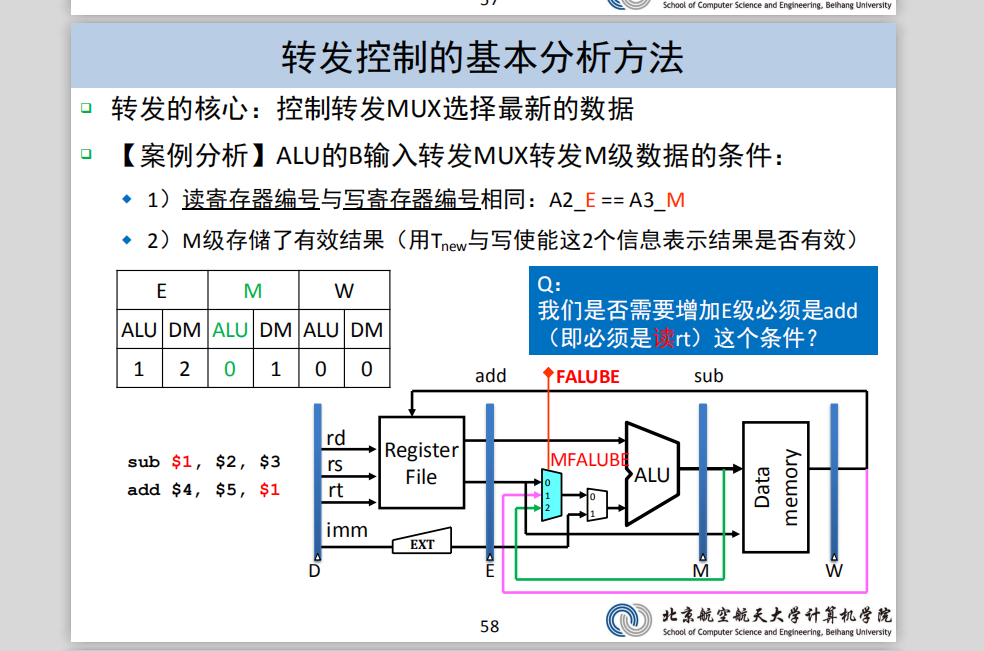 57
School of Computer Science and Engineering, Beihang University
转发控制的基本分析方法
转发的核心：控制转发MUX选择最新的数据
【案例分析】ALU的B输入转发MUX转发M级数据的条件：
1）读寄存器编号与写寄存器编号相同：A2_E == A3_M
2）M级存储了有效结果（用Tnew与写使能这2个信息表示结果是否有效）
E M W
ALU DM ALU DM ALU DM
1 2 0 1 0 0
Q：
我们是否需要增加E级必须是add
（即必须是读rt）这个条件？
add FALUBE sub
sub $1, $2, $3
add $4, $5, $1
rd
rs
rt
imm
Register
File
EXT
MFALUBE
0
1
2
0
1
ALU
Data
memory
D E M W
58
北京航空航天大学计算机学院
School of Computer Science and Engineering, Beihang University